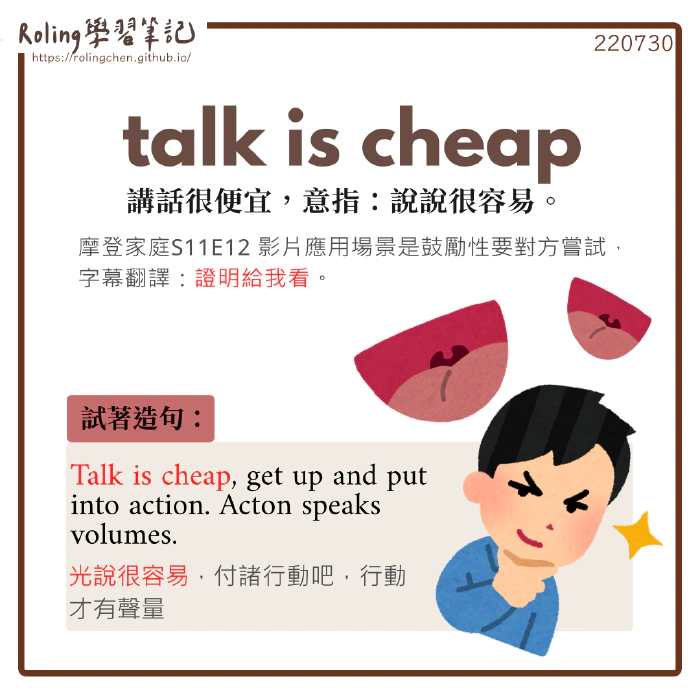 Roling學習筆記
https://rolingchen.github.io/
220730
talk is cheap
講話很便宜，意指：說說很容易。
摩登家庭S11E12 影片應用場景是鼓勵性要對方嘗試，
字幕翻譯：證明給我看。
試著造句：
Talk is cheap, get up and put
into action. Acton speaks
volumes.
光說很容易，付諸行動吧，行動
才有聲量